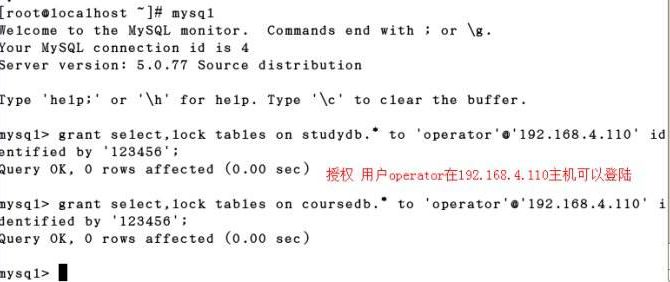 [root@localhost ~]# mysql
Welcome to the MySQL monitor.  Commands end with ; or \g.
Your MySQL connection id is 4
Server version: 5.0.77 Source distribution
Type 'help;' or '\h' for help. Type '\c' to clear the buffer.
mysql> grant select,lock tables on studydb.* to 'operator'@'192.168.4.110' id
entified by '123456';
Query OK, 0 rows affected (0.00 sec)
授权 用户operator在192.168.4.110主机可以登陆
mysql> grant select,lock tables on coursedb.* to 'operator'@'192.168.4.110' i
dentified by '123456';
Query OK, 0 rows affected (0.00 sec)
mysql>